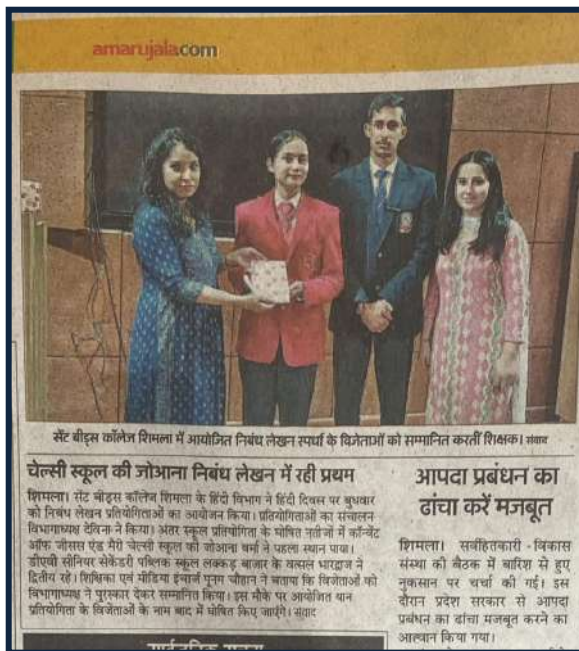 amarujala.com
सेंट बीड्स कॉलेज शिमला में आयोजित निबंध लेखन स्पर्धा के विजेताओं को सम्मानित करतीं शिक्षक। संवाद
चेल्सी स्कूल की जोआना निबंध लेखन में रही प्रथम
शिमला। सेंट बीड्स कॉलेज शिमला के हिंदी विभाग ने हिंदी दिवस पर बुधवार
को निबंध लेखन प्रतियोगिताओं का आयोजन किया। प्रतियोगिताओं का संचालन
विभागाध्यक्ष देविना ने किया। अंतर स्कूल प्रतियोगिता के घोषित नतीजों में कॉन्वेंट
ऑफ जीसस एंड मैरी चेल्सी स्कूल की जोआना वर्मा ने पहला स्थान पाया।
डीएवी सीनियर सेकेंडरी पब्लिक स्कूल लक्कड़ बाजार के वत्सल भारद्वाज ने
द्वितीय रहे। शिक्षिका एवं मीडिया इंचार्ज पूनम चौहान ने बताया कि विजेताओं को
विभागाध्यक्ष ने पुरस्कार देकर सम्मानित किया। इस मौके पर आयोजित
प्रतियोगिता के विजेताओं के नाम बाद में घोषित किए जाएंगे। संवाद
आपदा प्रबंधन का
ढांचा करें मजबूत
शिमला। सर्वहितकारी विकास
संस्था की बैठक में बारिश से हुए
नुकसान पर चर्चा की गई। इस
दौरान प्रदेश सरकार से आपदा
प्रबंधन का ढांचा मजबूत करने का
आह्वान किया गया।